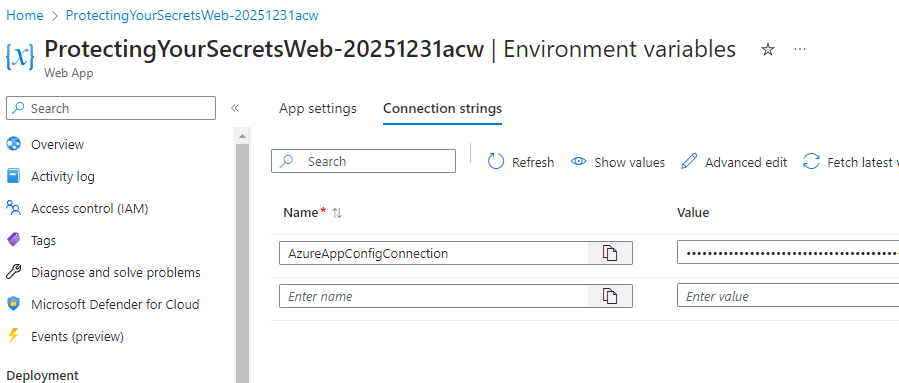 Home > ProtectingYourSecretsWeb-20251231acw >
{x} ProtectingYourSecretsWeb-20251231acw | Environment variables ☆ ···
Web App
Search «
App settings Connection strings
Overview
Activity log
Access control (IAM)
Tags
Diagnose and solve problems
Microsoft Defender for Cloud
Events (preview)
Deployment
Search Refresh Show values Advanced edit Fetch latest v
Name* ↑↓ Value
AzureAppConfigConnection ••••••••••••••••••••••••••••••••••••••••••
Enter name Enter value